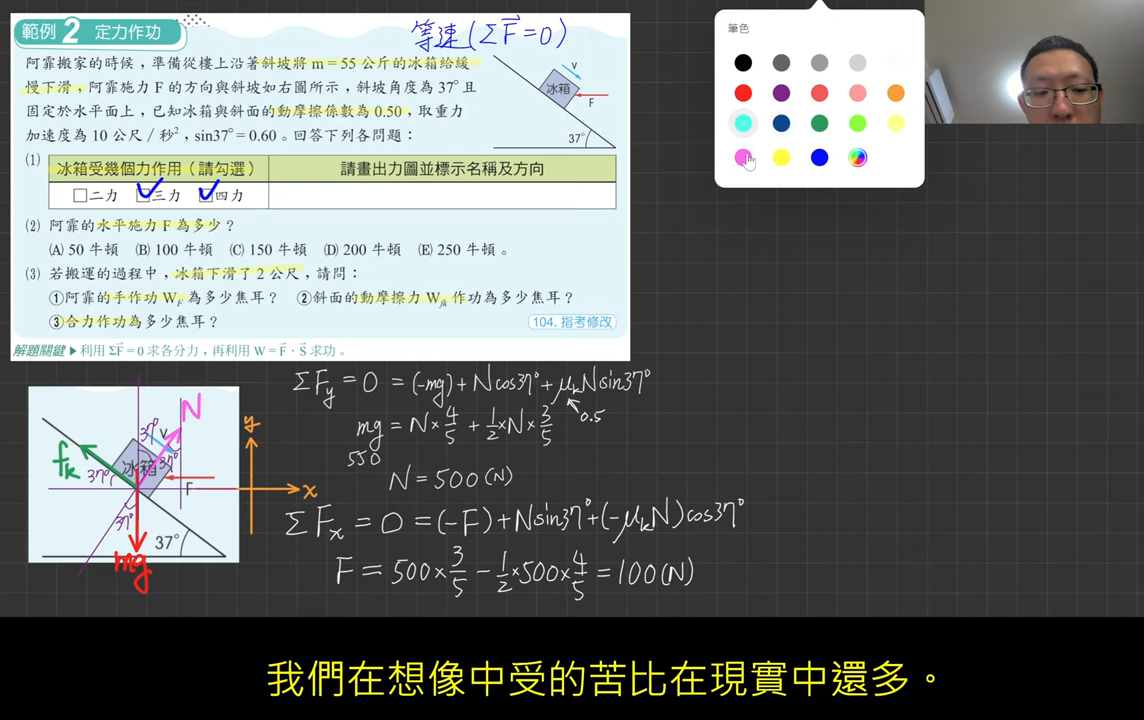 範例 2 定力作功
等速(ΣF⃗=0)
阿霏搬家的時候，準備從樓上沿著斜坡將 m = 55 公斤的冰箱給緩
慢下滑，阿霏施力 F 的方向與斜坡如右圖所示，斜坡角度為 37° 且
固定於水平面上，已知冰箱與斜面的動摩擦係數為 0.50，取重力
加速度為 10 公尺／秒²，sin37° = 0.60。回答下列各問題：
v
冰箱
F
37°
(1)
冰箱受幾個力作用（請勾選） 請畫出力圖並標示名稱及方向
□二力 ☑三力 ☑四力
(2) 阿霏的水平施力 F 為多少？
(A) 50 牛頓 (B) 100 牛頓 (C) 150 牛頓 (D) 200 牛頓 (E) 250 牛頓。
(3) 若搬運的過程中，冰箱下滑了 2 公尺，請問：
①阿霏的手作功 W_F 為多少焦耳？ ②斜面的動摩擦力 W_fk 作功為多少焦耳？
③合力作功為多少焦耳？ 104. 指考修改
解題關鍵▶利用 ΣF⃗ = 0 求各分力，再利用 W = F⃗．S⃗ 求功。
筆色
N
37°
v
fk
冰箱
37°
37°
F
37°
37°
mg
y
x
ΣFy = 0 = (-mg) + Ncos37° + μkNsin37°
0.5
mg = N×4/5 + 1/2×N×3/5
550
N = 500 (N)
ΣFx = 0 = (-F) + Nsin37° + (-μkN)cos37°
F = 500×3/5 - 1/2×500×4/5 = 100(N)
我們在想像中受的苦比在現實中還多。